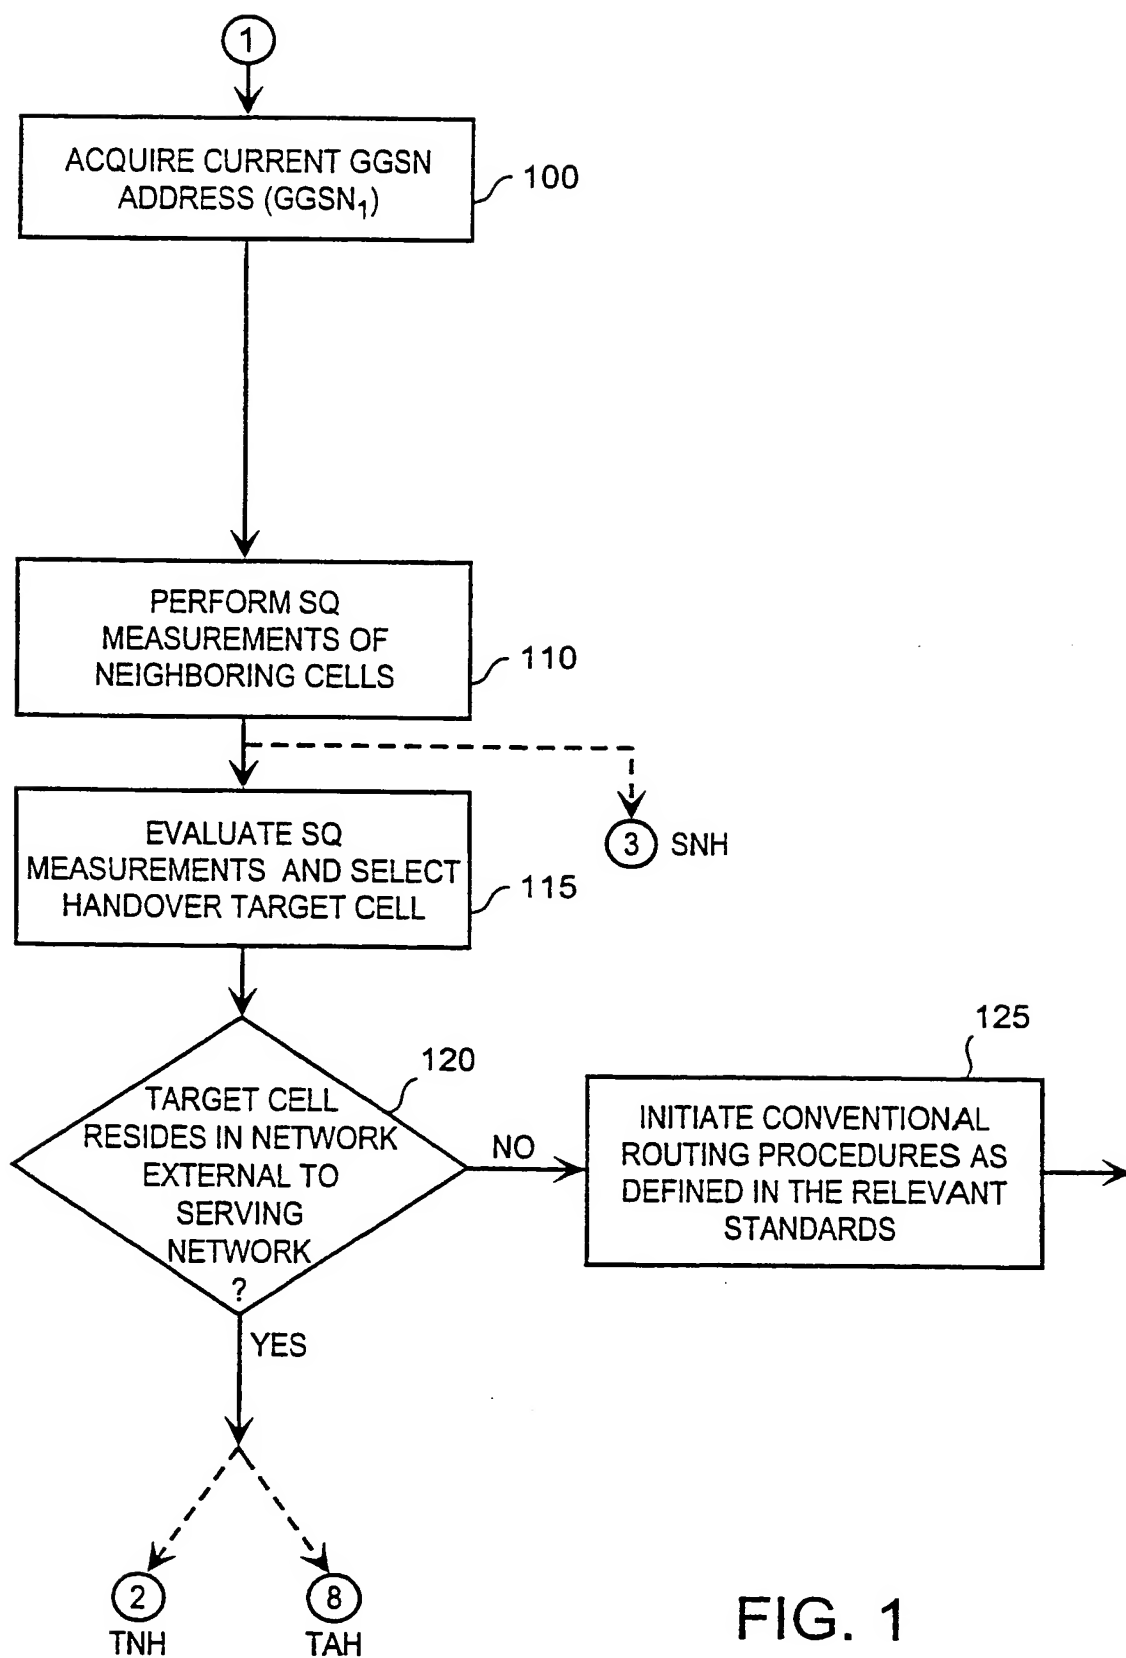 1
ACQUIRE CURRENT GGSN
ADDRESS (GGSN1)
100
PERFORM SQ
MEASUREMENTS OF
NEIGHBORING CELLS
110
EVALUATE SQ
MEASUREMENTS AND SELECT
HANDOVER TARGET CELL
115
3 SNH
120
TARGET CELL
RESIDES IN NETWORK
EXTERNAL TO
SERVING
NETWORK
?
NO
125
INITIATE CONVENTIONAL
ROUTING PROCEDURES AS
DEFINED IN THE RELEVANT
STANDARDS
YES
2
TNH
8
TAH
FIG. 1